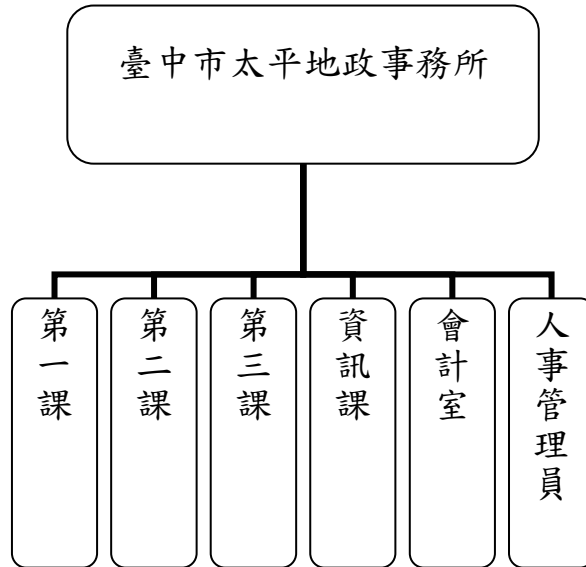 臺中市太平地政事務所
第一課
第二課
第三課
資訊課
會計室
人事管理員